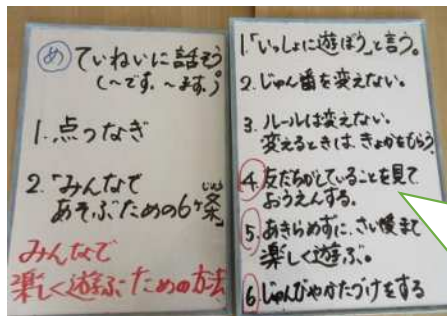 め ていねいに話そう
(～です。～ます。)
1. 点つなぎ
2.「みんなで
あそぶための6ヶ条」
じょう
みんなで
楽しく遊ぶための方法
1.「いっしょに遊ぼう」と言う。
2.じゅん番を変えない。
3. ルールは変えない。
変えるときは、きょかをもらう。
4.友だちがしていることを見て
おうえんする。
5.あきらめずに、さい後まで
楽しく遊ぶ。
6.じゅんびやかたづけをする